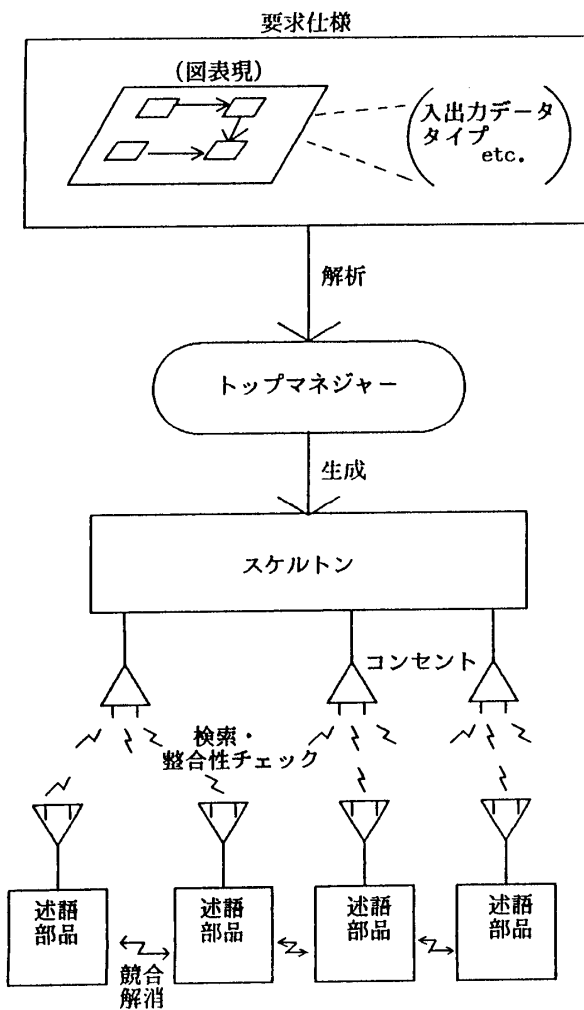 要求仕様
(図表現)
入出力データ
タイプ
etc.
解析
トップマネジャー
生成
スケルトン
コンセント
検索・
整合性チェック
述語
部品
述語
部品
述語
部品
述語
部品
競合
解消